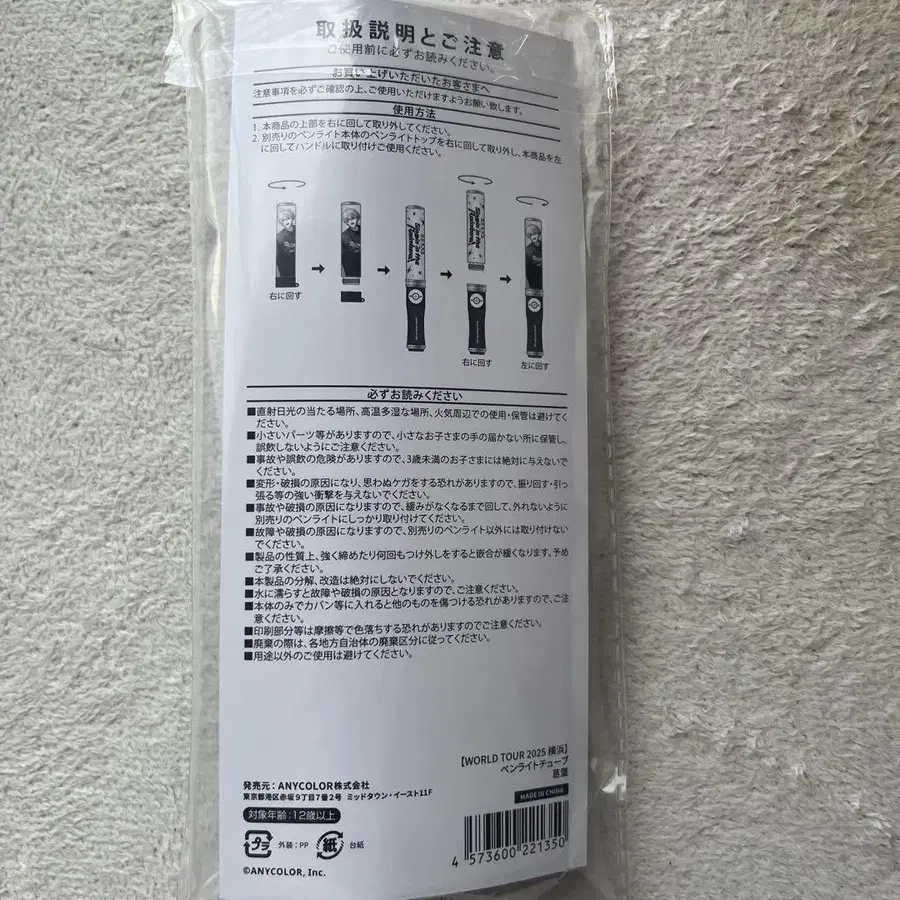 取扱説明とご注意
ご使用前に必ずお読みください。
お買い上げいただいたお客さまへ
注意事項を必ずご確認の上、ご使用いただけますようお願い致します。
使用方法
1. 本商品の上部を右に回して取り外してください。
2. 別売りのペンライト本体のペンライトトップを右に回して取り外し、本商品を左
に回してハンドルに取り付けご使用ください。
右に回す
右に回す
左に回す
必ずお読みください
■直射日光の当たる場所、高温多湿な場所、火気周辺での使用・保管は避けてく
ださい。
■小さいパーツ等がありますので、小さなお子さまの手の届かない所に保管し、
誤飲しないようにご注意ください。
■事故や誤飲の危険がありますので、3歳未満のお子さまには絶対に与えないで
ください。
■変形・破損の原因になり、思わぬケガをする恐れがありますので、振り回す・引っ
張る等の強い衝撃を与えないでください。
■事故や破損の原因になりますので、緩みがなくなるまで回して、外れないように
別売りのペンライトにしっかり取り付けてください。
■故障や破損の原因になりますので、別売りのペンライト以外には取り付けない
でください。
■製品の性質上、強く締めたり何回もつけ外しをすると嵌合が緩くなります。予め
ご了承ください。
■本製品の分解、改造は絶対にしないでください。
■水に濡らすと故障や破損の原因となりますので、ご注意ください。
■本体のみでカバン等に入れると他のものを傷つける恐れがありますので、ご注
意ください。
■印刷部分等は摩擦等で色落ちする恐れがありますのでご注意ください。
■廃棄の際は、各地方自治体の廃棄区分に従ってください。
■用途以外のご使用は避けてください。
【WORLD TOUR 2025 横浜】
ペンライトチューブ
葛葉
発売元：ANYCOLOR株式会社
東京都港区赤坂9丁目7番2号 ミッドタウン・イースト11F
MADE IN CHINA
対象年齢：12歳以上
プラ 外装：PP 紙 台紙
4 573600 221350
©ANYCOLOR, Inc.